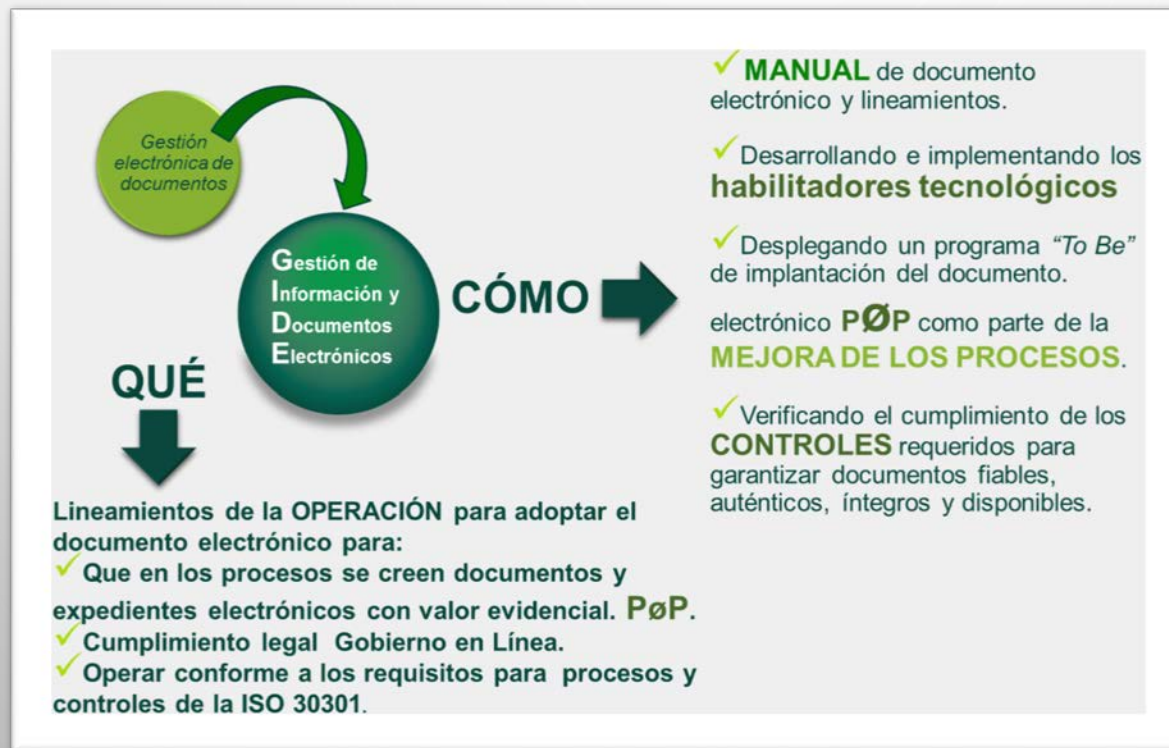 Gestión
electrónica de
documentos
Gestión de
Información y
Documentos
Electrónicos
CÓMO
QUÉ
Lineamientos de la OPERACIÓN para adoptar el
documento electrónico para:
✓Que en los procesos se creen documentos y
expedientes electrónicos con valor evidencial. PøP.
✓Cumplimiento legal Gobierno en Línea.
✓Operar conforme a los requisitos para procesos y
controles de la ISO 30301.
✓MANUAL de documento
electrónico y lineamientos.
✓Desarrollando e implementando los
habilitadores tecnológicos
✓Desplegando un programa “To Be”
de implantación del documento.
electrónico PØP como parte de la
MEJORA DE LOS PROCESOS.
✓Verificando el cumplimiento de los
CONTROLES requeridos para
garantizar documentos fiables,
auténticos, íntegros y disponibles.